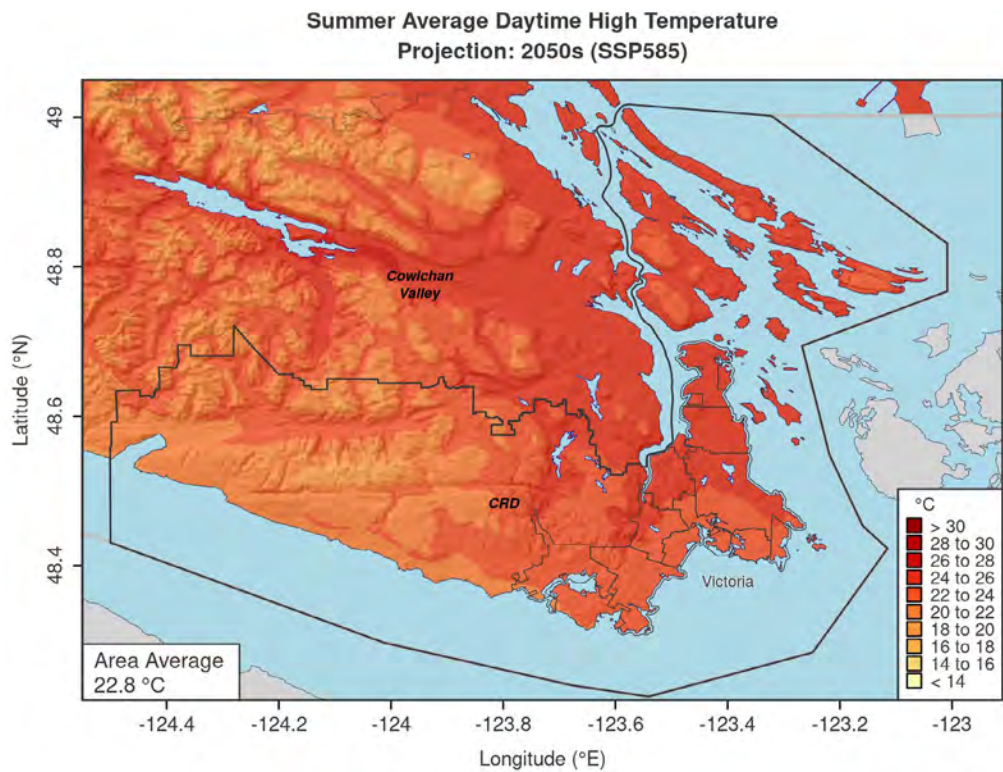 Summer Average Daytime High Temperature
Projection: 2050s (SSP585)
Latitude (°N)
49
48.8
48.6
48.4
Cowichan
Valley
CRD
Victoria
Area Average
22.8 °C
°C
> 30
28 to 30
26 to 28
24 to 26
22 to 24
20 to 22
18 to 20
16 to 18
14 to 16
< 14
-124.4
-124.2
-124
-123.8
-123.6
-123.4
-123.2
-123
Longitude (°E)